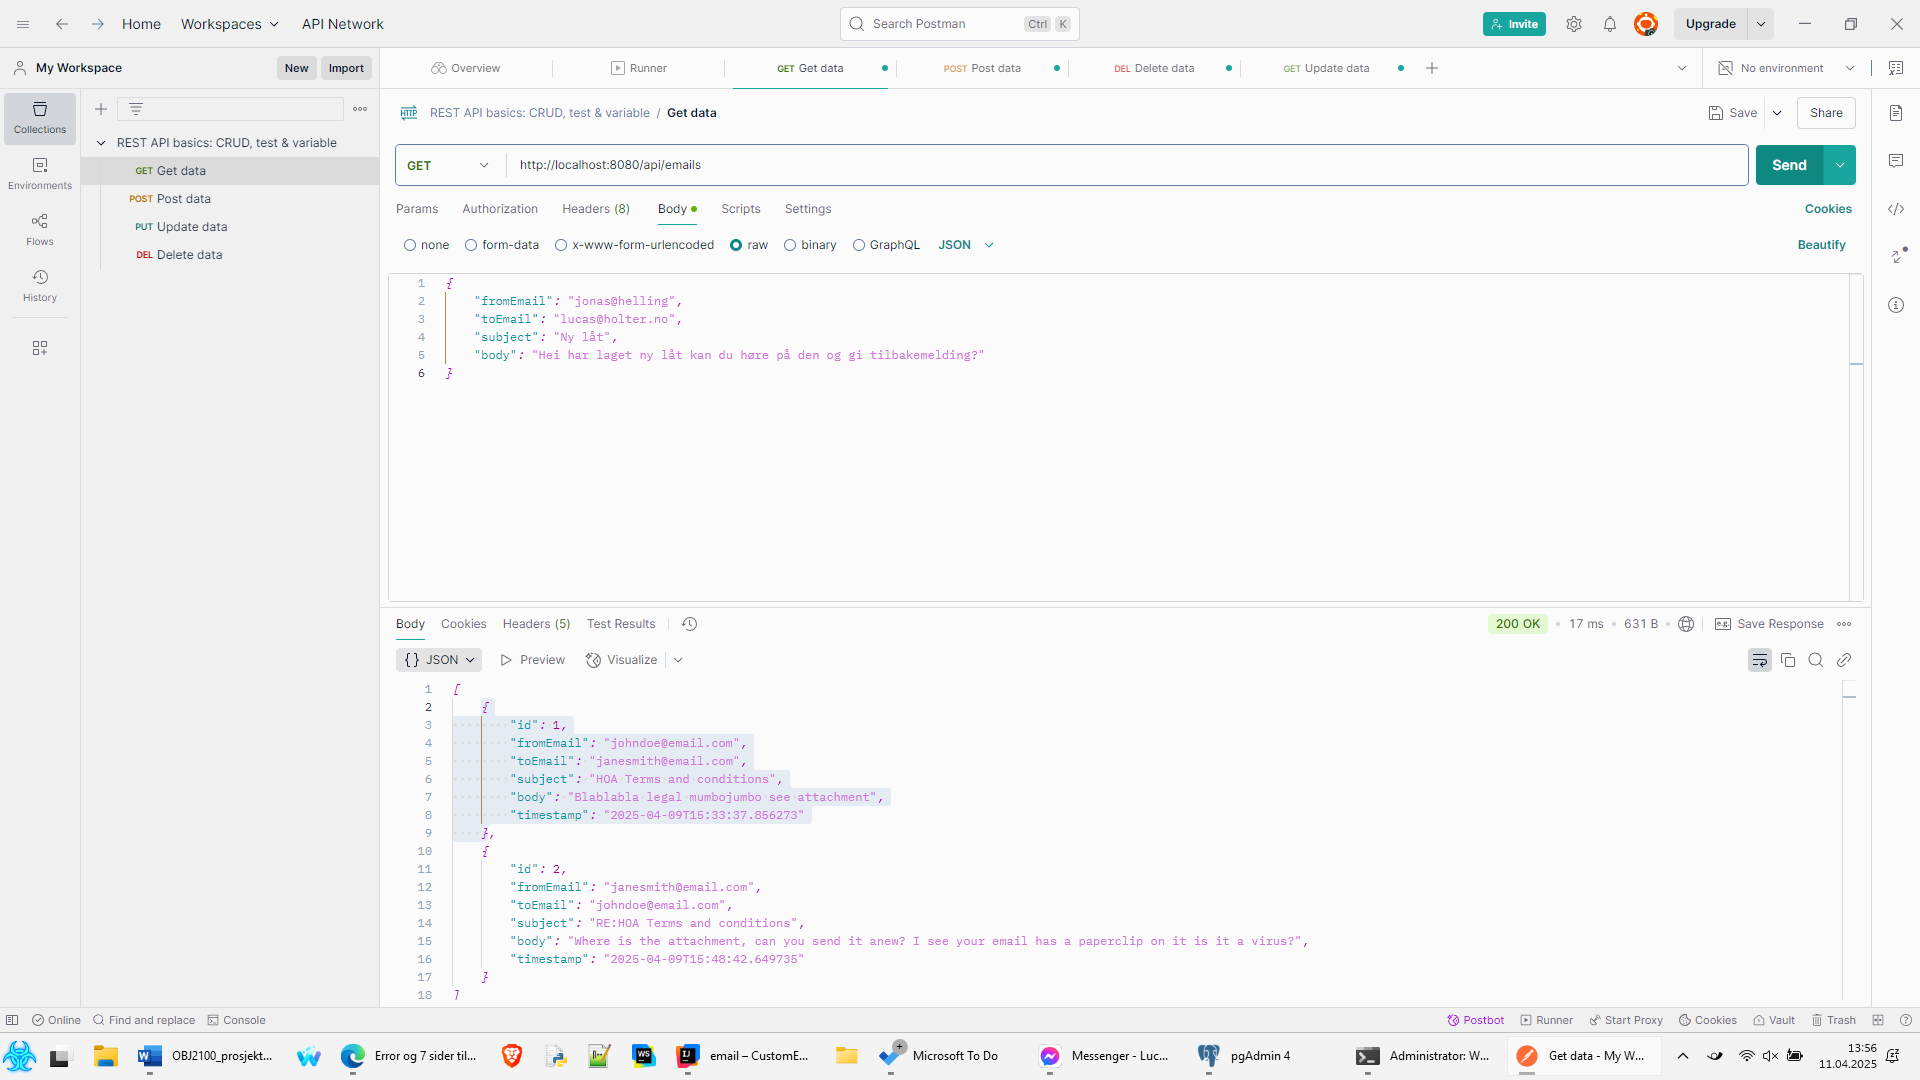 Home Workspaces API Network Search Postman Ctrl K Invite Upgrade
My Workspace New Import Overview Runner GET Get data POST Post data DEL Delete data GET Update data No environment
Collections
Environments
Flows
History
REST API basics: CRUD, test & variable
GET Get data
POST Post data
PUT Update data
DEL Delete data
HTTP REST API basics: CRUD, test & variable / Get data Save Share
GET http://localhost:8080/api/emails Send
Params Authorization Headers (8) Body Scripts Settings Cookies
none form-data x-www-form-urlencoded raw binary GraphQL JSON Beautify
1 {
2 "fromEmail": "jonas@helling",
3 "toEmail": "lucas@holter.no",
4 "subject": "Ny låt",
5 "body": "Hei har laget ny låt kan du høre på den og gi tilbakemelding?"
6 }
Body Cookies Headers (5) Test Results 200 OK • 17 ms • 631 B • e.g. Save Response
{} JSON Preview Visualize
1 [
2 {
3 "id": 1,
4 "fromEmail": "johndoe@email.com",
5 "toEmail": "janesmith@email.com",
6 "subject": "HOA Terms and conditions",
7 "body": "Blablabla legal mumbojumbo see attachment",
8 "timestamp": "2025-04-09T15:33:37.856273"
9 },
10 {
11 "id": 2,
12 "fromEmail": "janesmith@email.com",
13 "toEmail": "johndoe@email.com",
14 "subject": "RE:HOA Terms and conditions",
15 "body": "Where is the attachment, can you send it anew? I see your email has a paperclip on it is it a virus?",
16 "timestamp": "2025-04-09T15:48:42.649735"
17 }
18 ]
Online Find and replace Console Postbot Runner Start Proxy Cookies Vault Trash
OBJ2100_prosjekt... Error og 7 sider til... WS IJ email – CustomE... Microsoft To Do Messenger - Luc... pgAdmin 4 Administrator: W... Get data - My W... 13:56
11.04.2025